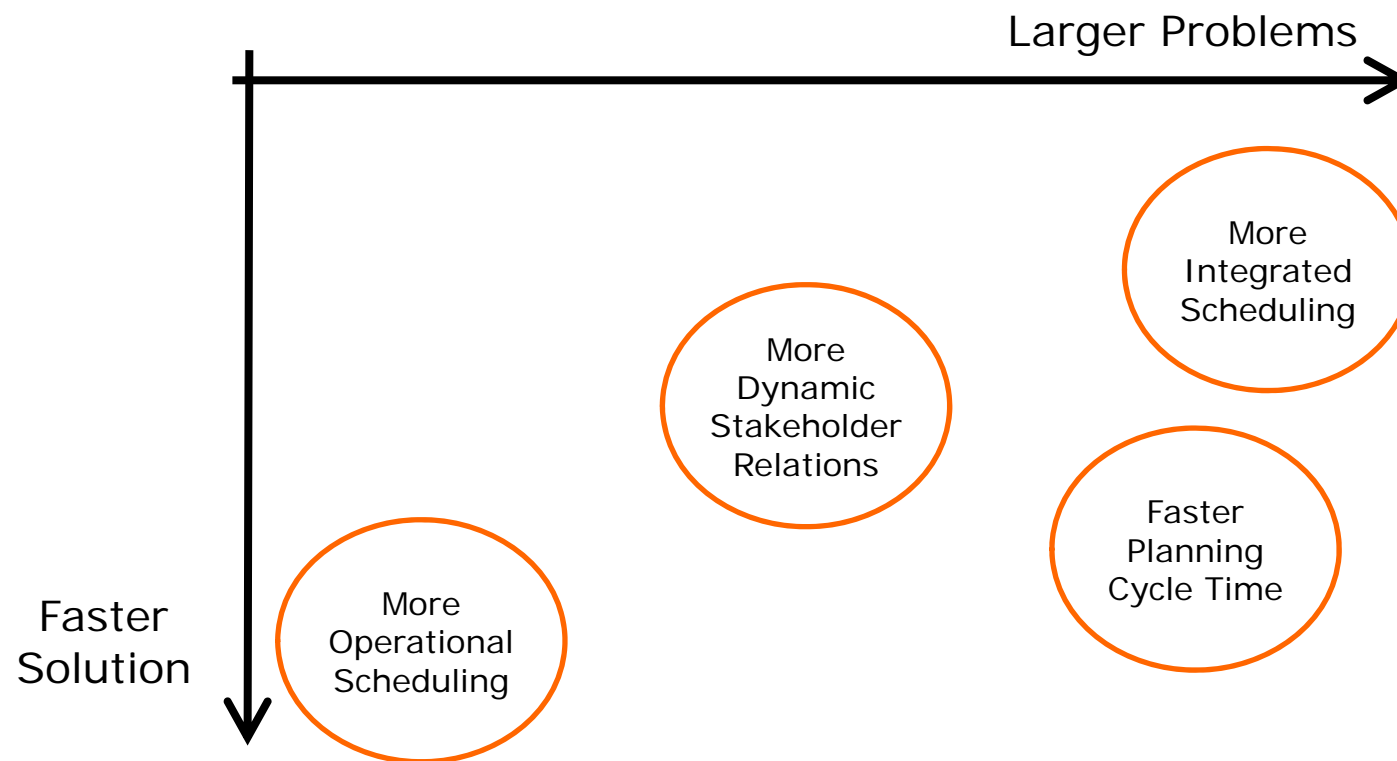 Larger Problems
More
Integrated
Scheduling
More
Dynamic
Stakeholder
Relations
Faster
Planning
Cycle Time
More
Operational
Scheduling
Faster
Solution